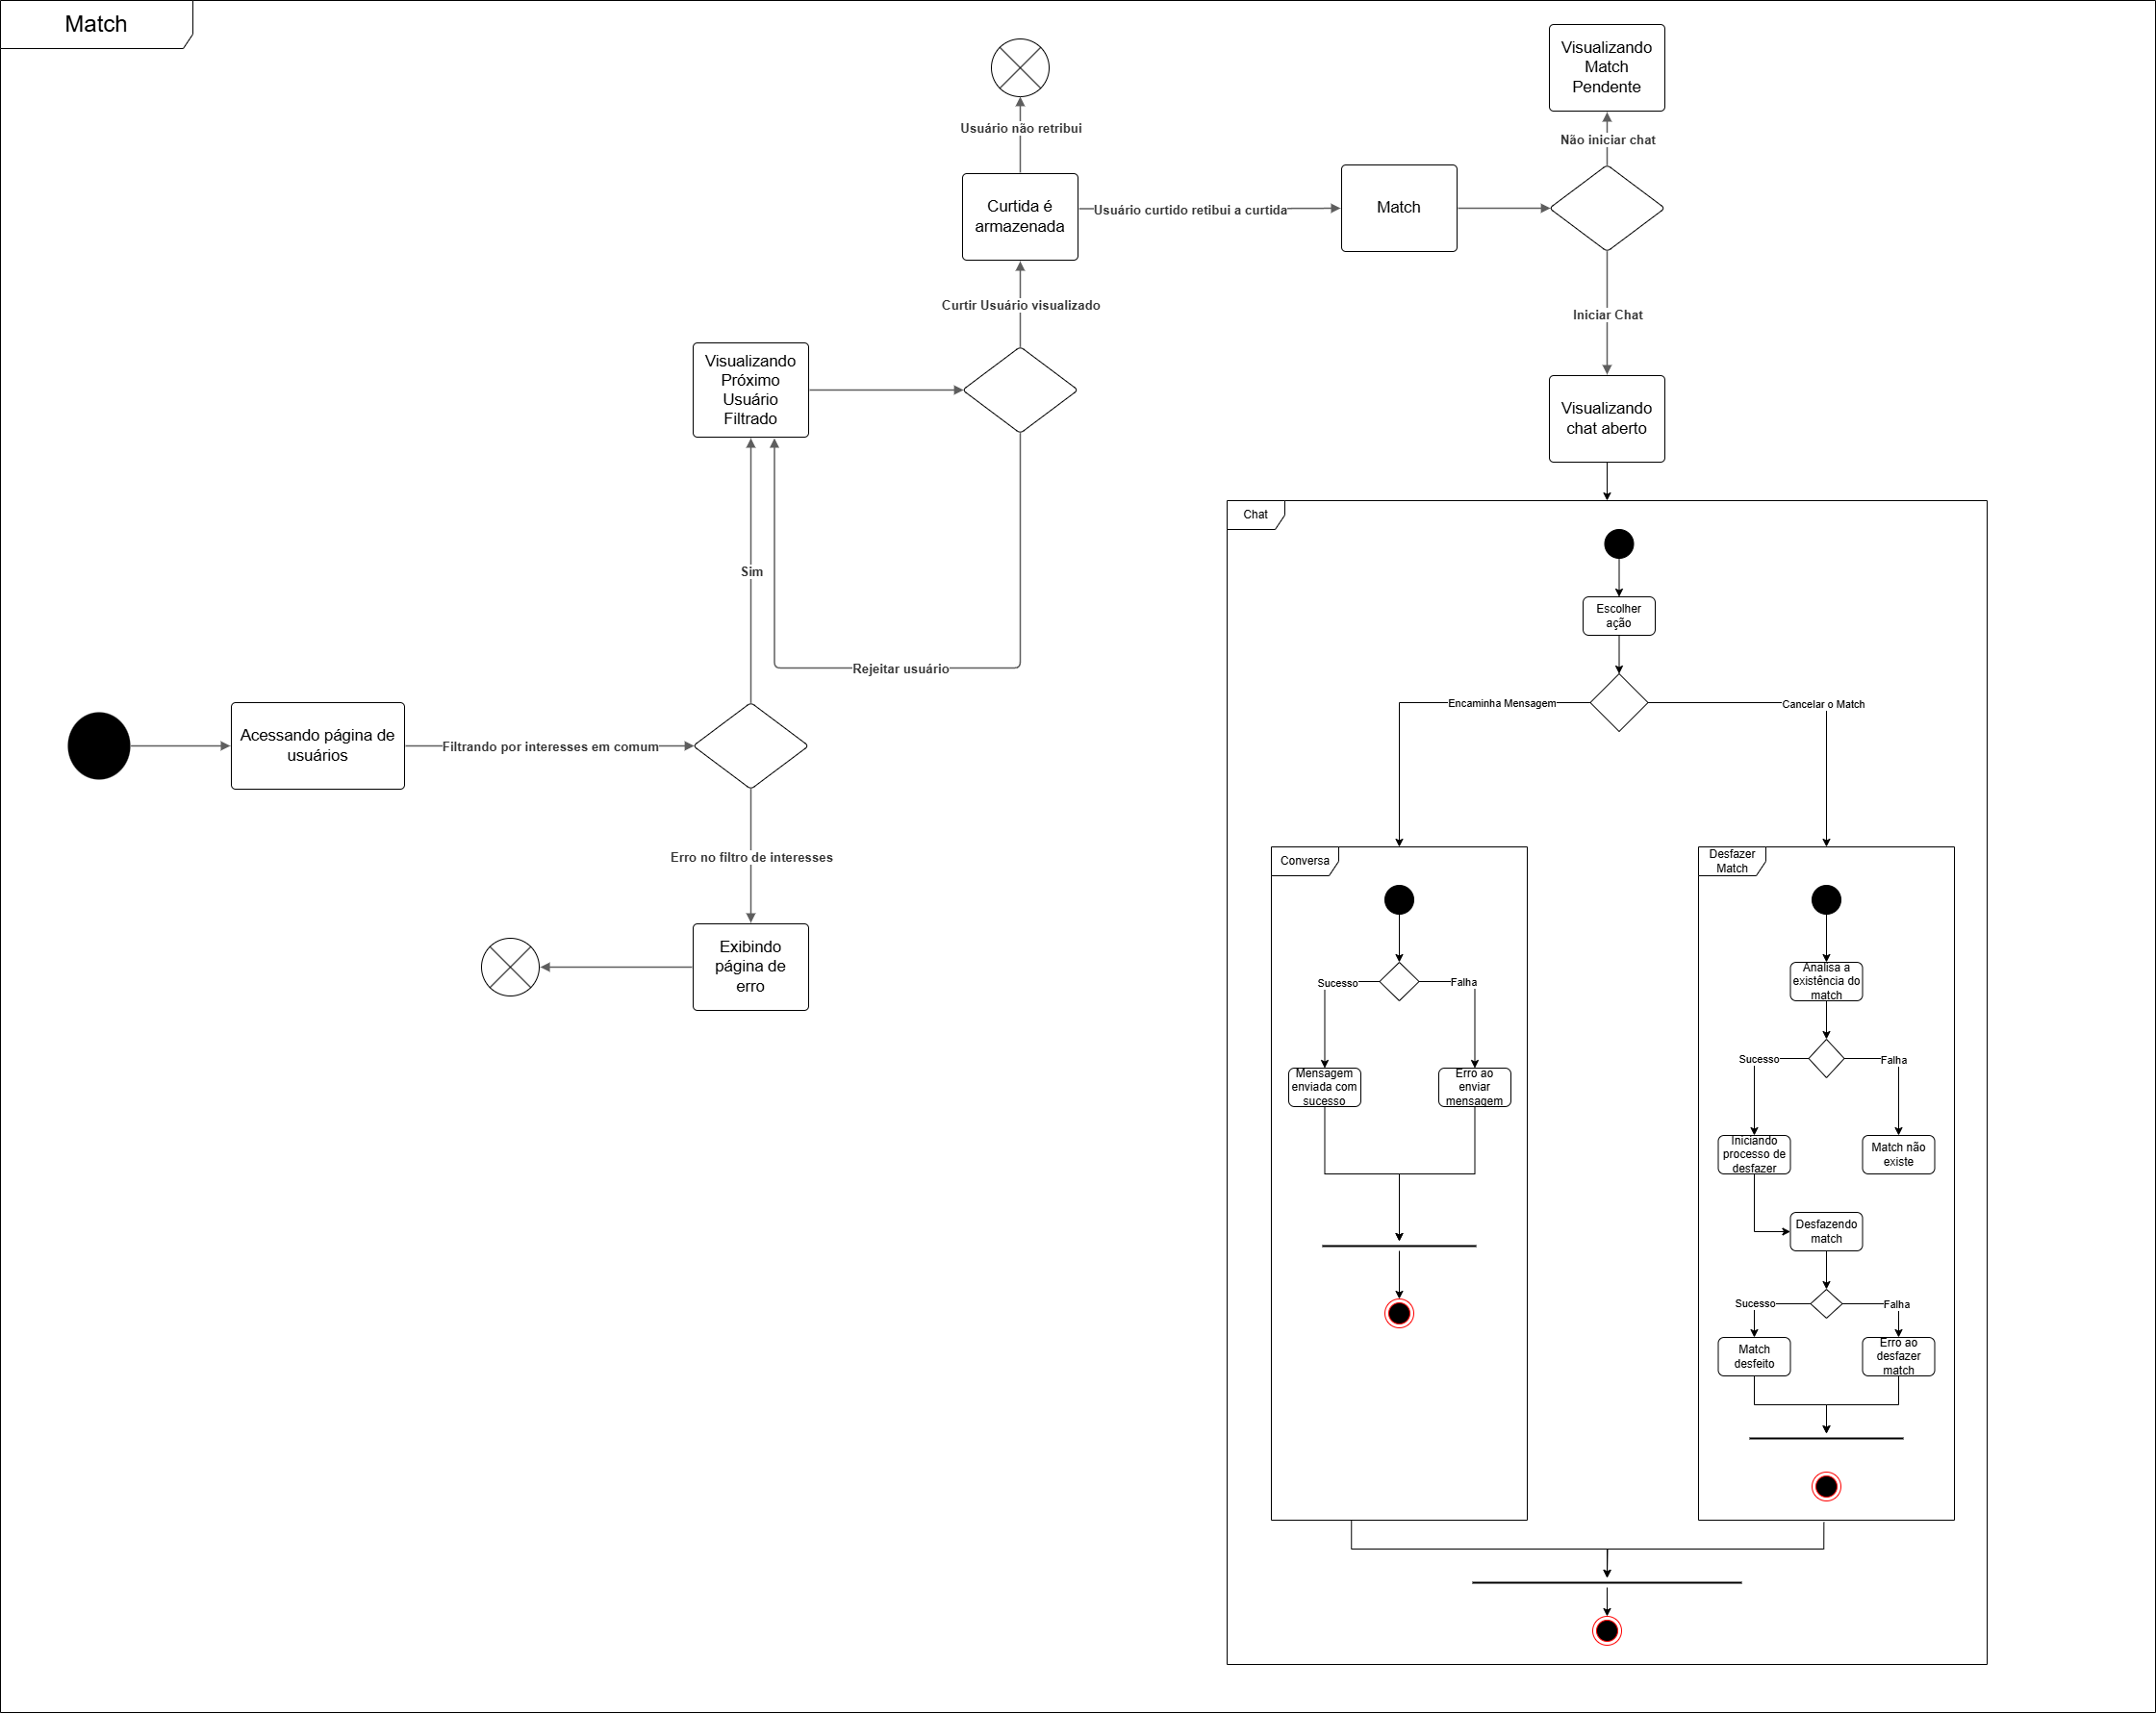 Match
Visualizando
Match
Pendente
Usuário não retribui
Não iniciar chat
Curtida é
armazenada
Usuário curtido retibui a curtida
Match
Curtir Usuário visualizado
Iniciar Chat
Visualizando
Próximo
Usuário
Filtrado
Visualizando
chat aberto
Chat
Sim
Escolher
ação
Rejeitar usuário
Encaminha Mensagem
Cancelar o Match
Acessando página de
usuários
Filtrando por interesses em comum
Erro no filtro de interesses
Exibindo
página de
erro
Conversa
Sucesso
Falha
Mensagem
enviada com
sucesso
Erro ao
enviar
mensagem
Desfazer
Match
Analisa a
existência do
match
Sucesso
Falha
Iniciando
processo de
desfazer
Match não
existe
Desfazendo
match
Sucesso
Falha
Match
desfeito
Erro ao
desfazer
match